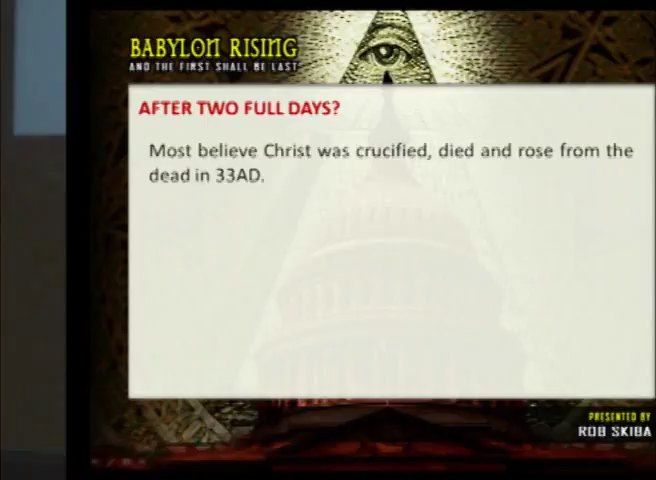 BABYLON RISING
AND THE FIRST SHALL BE LAST
AFTER TWO FULL DAYS?
Most believe Christ was crucified, died and rose from the
dead in 33AD.
PRESENTED BY
ROB SKIBA